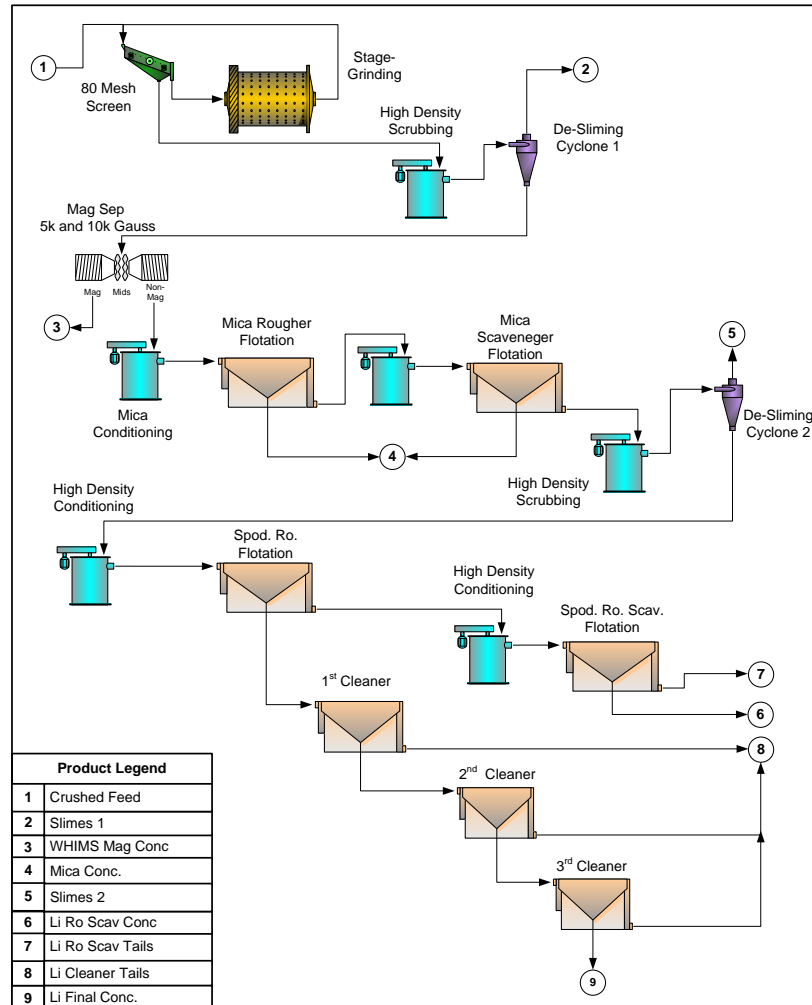 1
80 Mesh
Screen
Stage-
Grinding
High Density
Scrubbing
2
De-Sliming
Cyclone 1
Mag Sep
5k and 10k Gauss
Mag
Mids
Non-
Mag
3
Mica
Conditioning
Mica Rougher
Flotation
Mica
Scaveneger
Flotation
4
5
De-Sliming
Cyclone 2
High Density
Scrubbing
High Density
Conditioning
Spod. Ro.
Flotation
High Density
Conditioning
Spod. Ro. Scav.
Flotation
7
6
1st Cleaner
8
2nd Cleaner
3rd Cleaner
9
Product Legend
1 Crushed Feed
2 Slimes 1
3 WHIMS Mag Conc
4 Mica Conc.
5 Slimes 2
6 Li Ro Scav Conc
7 Li Ro Scav Tails
8 Li Cleaner Tails
9 Li Final Conc.